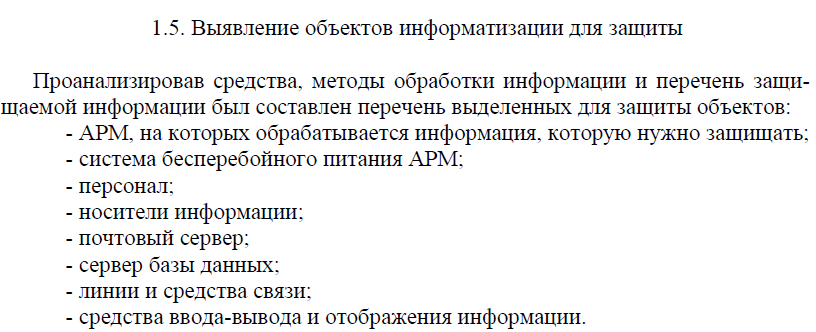 1.5. Выявление объектов информатизации для защиты
Проанализировав средства, методы обработки информации и перечень защи-
щаемой информации был составлен перечень выделенных для защиты объектов:
- АРМ, на которых обрабатывается информация, которую нужно защищать;
- система бесперебойного питания АРМ;
- персонал;
- носители информации;
- почтовый сервер;
- сервер базы данных;
- линии и средства связи;
- средства ввода-вывода и отображения информации.